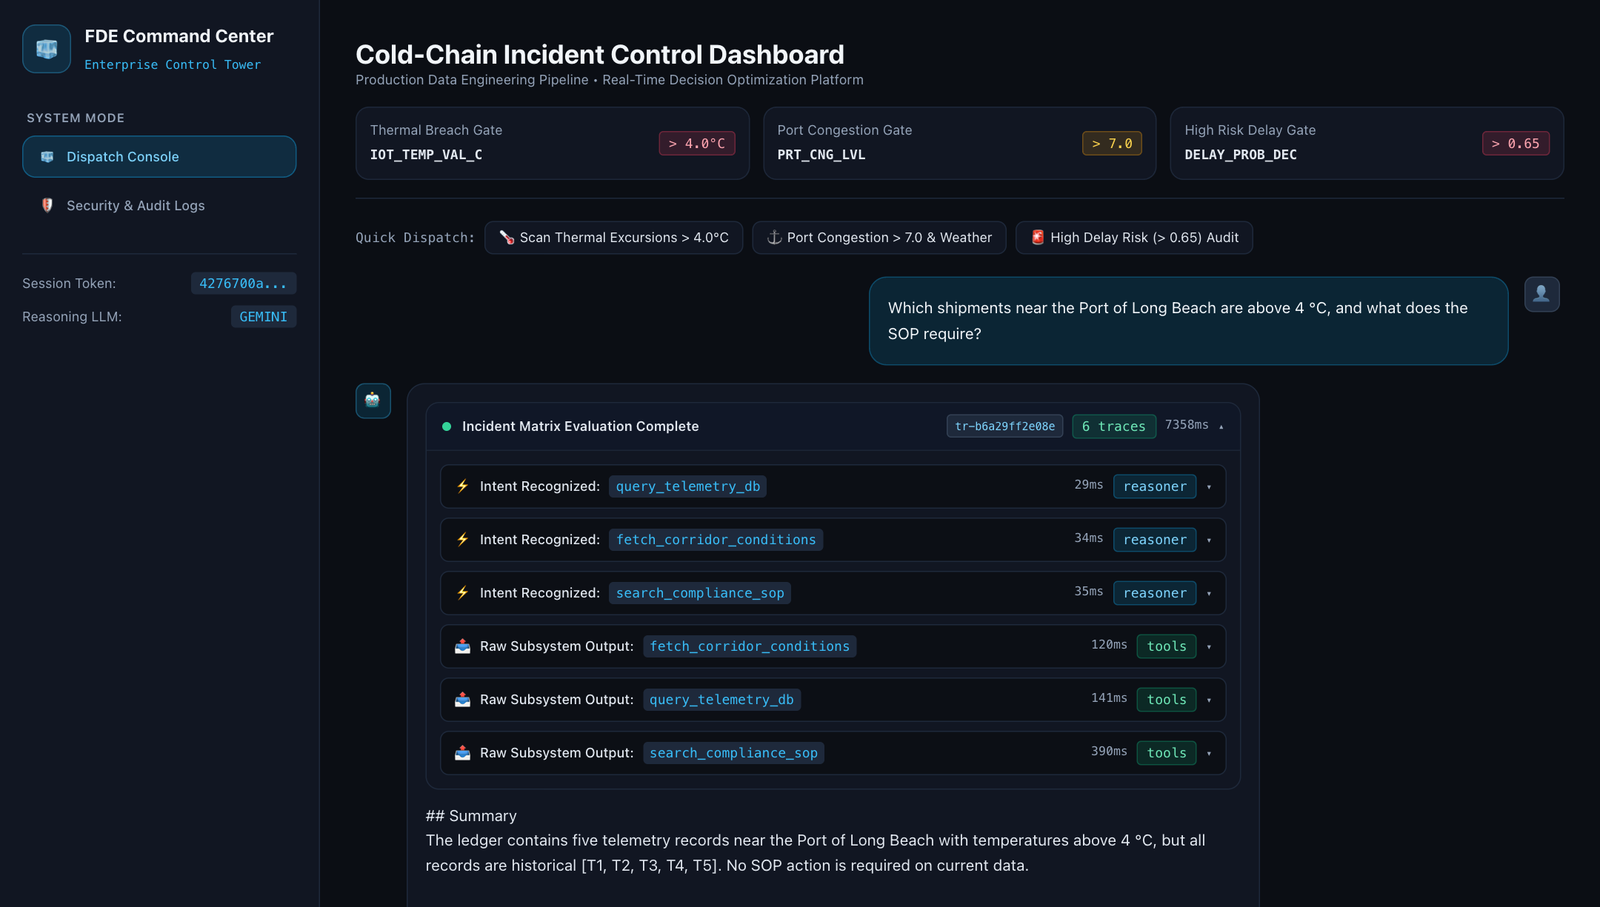 FDE Command Center
Enterprise Control Tower
SYSTEM MODE
Dispatch Console
Security & Audit Logs
Session Token: 4276700a...
Reasoning LLM: GEMINI
Cold-Chain Incident Control Dashboard
Production Data Engineering Pipeline • Real-Time Decision Optimization Platform
Thermal Breach Gate
IOT_TEMP_VAL_C
> 4.0°C
Port Congestion Gate
PRT_CNG_LVL
> 7.0
High Risk Delay Gate
DELAY_PROB_DEC
> 0.65
Quick Dispatch: Scan Thermal Excursions > 4.0°C Port Congestion > 7.0 & Weather High Delay Risk (> 0.65) Audit
Which shipments near the Port of Long Beach are above 4 °C, and what does the
SOP require?
Incident Matrix Evaluation Complete tr-b6a29ff2e08e 6 traces 7358ms
Intent Recognized: query_telemetry_db 29ms reasoner
Intent Recognized: fetch_corridor_conditions 34ms reasoner
Intent Recognized: search_compliance_sop 35ms reasoner
Raw Subsystem Output: fetch_corridor_conditions 120ms tools
Raw Subsystem Output: query_telemetry_db 141ms tools
Raw Subsystem Output: search_compliance_sop 390ms tools
## Summary
The ledger contains five telemetry records near the Port of Long Beach with temperatures above 4 °C, but all
records are historical [T1, T2, T3, T4, T5]. No SOP action is required on current data.